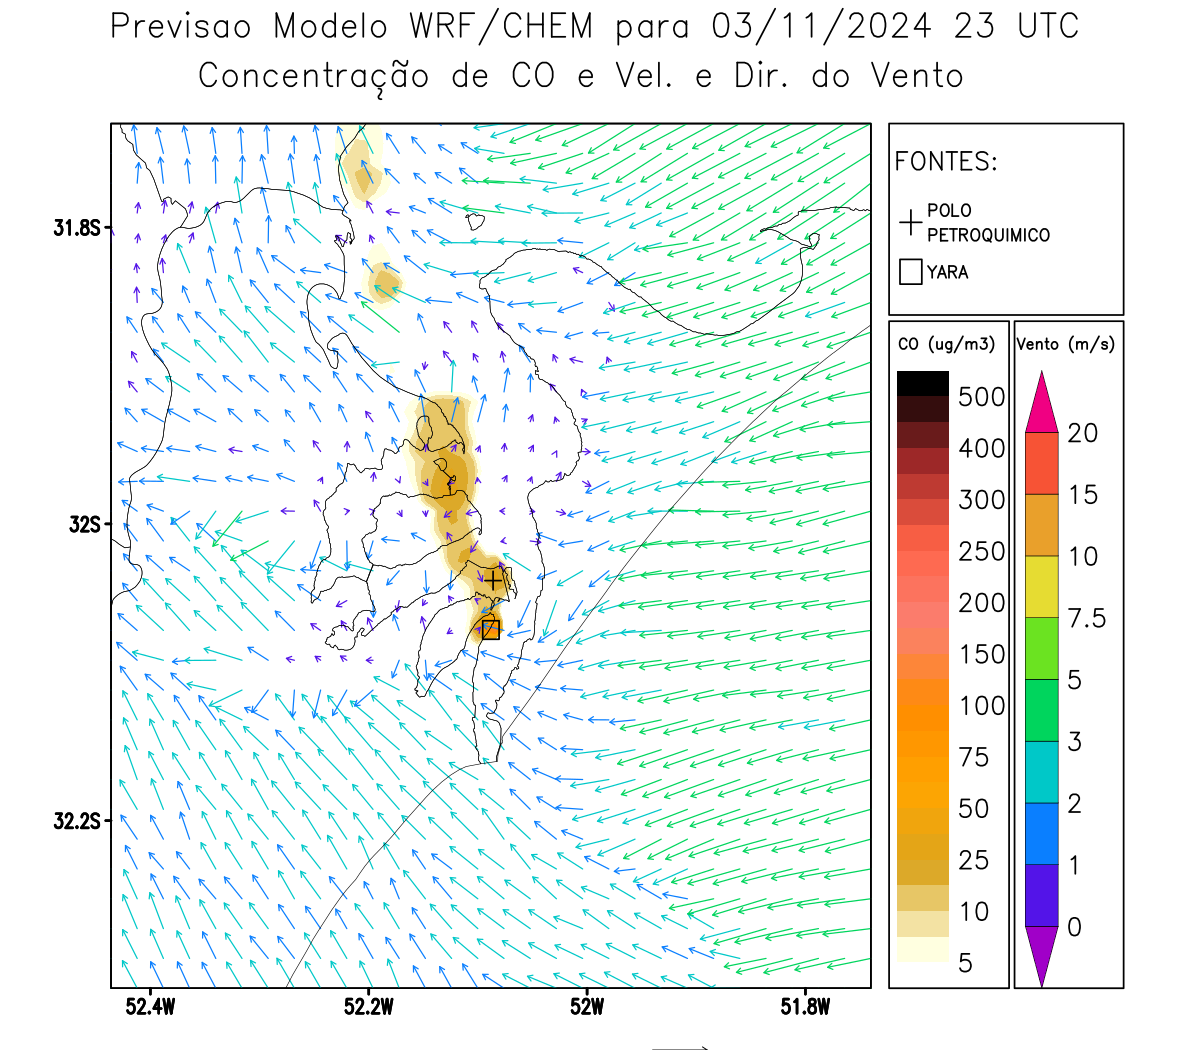 Previsao Modelo WRF/CHEM para 03/11/2024 23 UTC
Concentração de CO e Vel. e Dir. do Vento
FONTES:
POLO
PETROQUIMICO
YARA
CO (ug/m3)
500
400
300
250
200
150
100
75
50
25
10
5
Vento (m/s)
20
15
10
7.5
5
3
2
1
0
31.8S
32S
32.2S
52.4W
52.2W
52W
51.8W